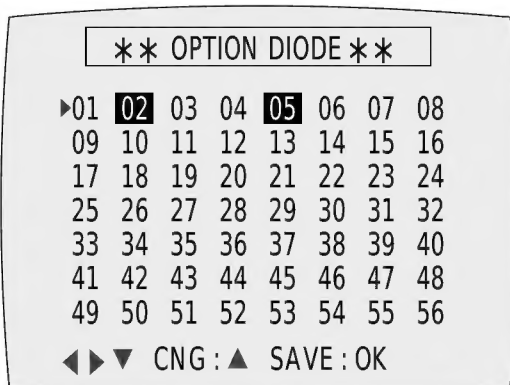 ** OPTION DIODE **
▶01 02 03 04 05 06 07 08
09 10 11 12 13 14 15 16
17 18 19 20 21 22 23 24
25 26 27 28 29 30 31 32
33 34 35 36 37 38 39 40
41 42 43 44 45 46 47 48
49 50 51 52 53 54 55 56
◀ ▶ ▼ CNG : ▲ SAVE : OK